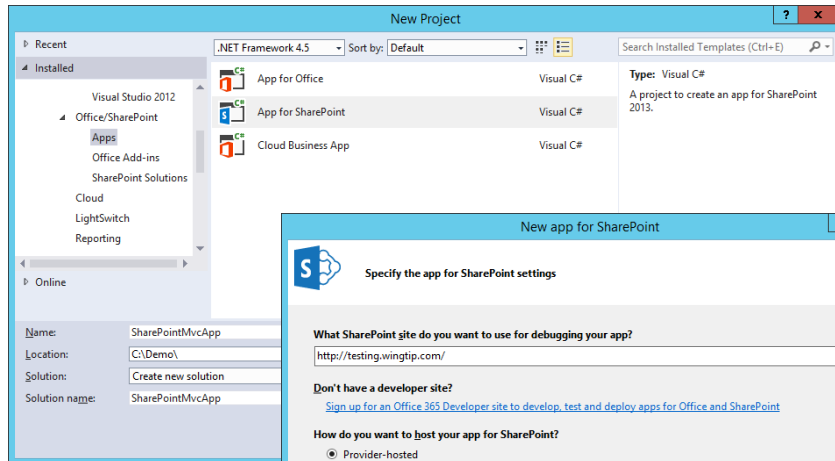 New Project
? x
Recent
.NET Framework 4.5 Sort by: Default
Search Installed Templates (Ctrl+E)
Installed
Visual Studio 2012
Office/SharePoint
Apps
Office Add-ins
SharePoint Solutions
Cloud
LightSwitch
Reporting
Online
C# App for Office Visual C#
C# App for SharePoint Visual C#
C# Cloud Business App Visual C#
Type: Visual C#
A project to create an app for SharePoint
2013.
Name: SharePointMvcApp
Location: C:\Demo\
Solution: Create new solution
Solution name: SharePointMvcApp
New app for SharePoint
S
Specify the app for SharePoint settings
What SharePoint site do you want to use for debugging your app?
http://testing.wingtip.com/
Don't have a developer site?
Sign up for an Office 365 Developer site to develop, test and deploy apps for Office and SharePoint
How do you want to host your app for SharePoint?
Provider-hosted